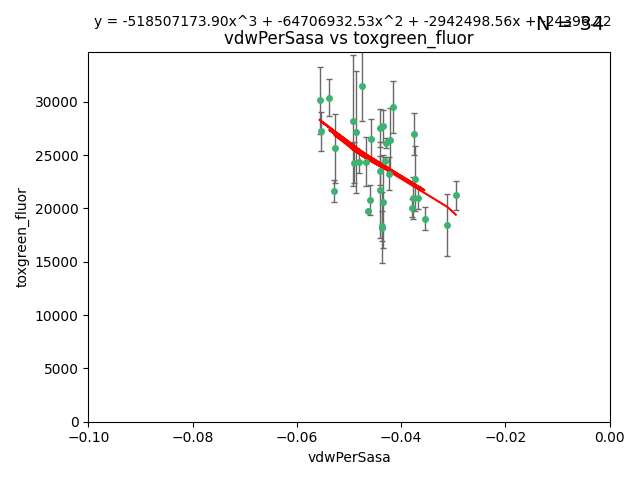 y = -518507173.90x^3 + -64706932.53x^2 + -2942498.56x +
N = 34
vdwPerSasa vs toxgreen_fluor
30000
25000
20000
15000
10000
5000
0
toxgreen_fluor
−0.10 −0.08 −0.06 −0.04 −0.02 0.00
vdwPerSasa